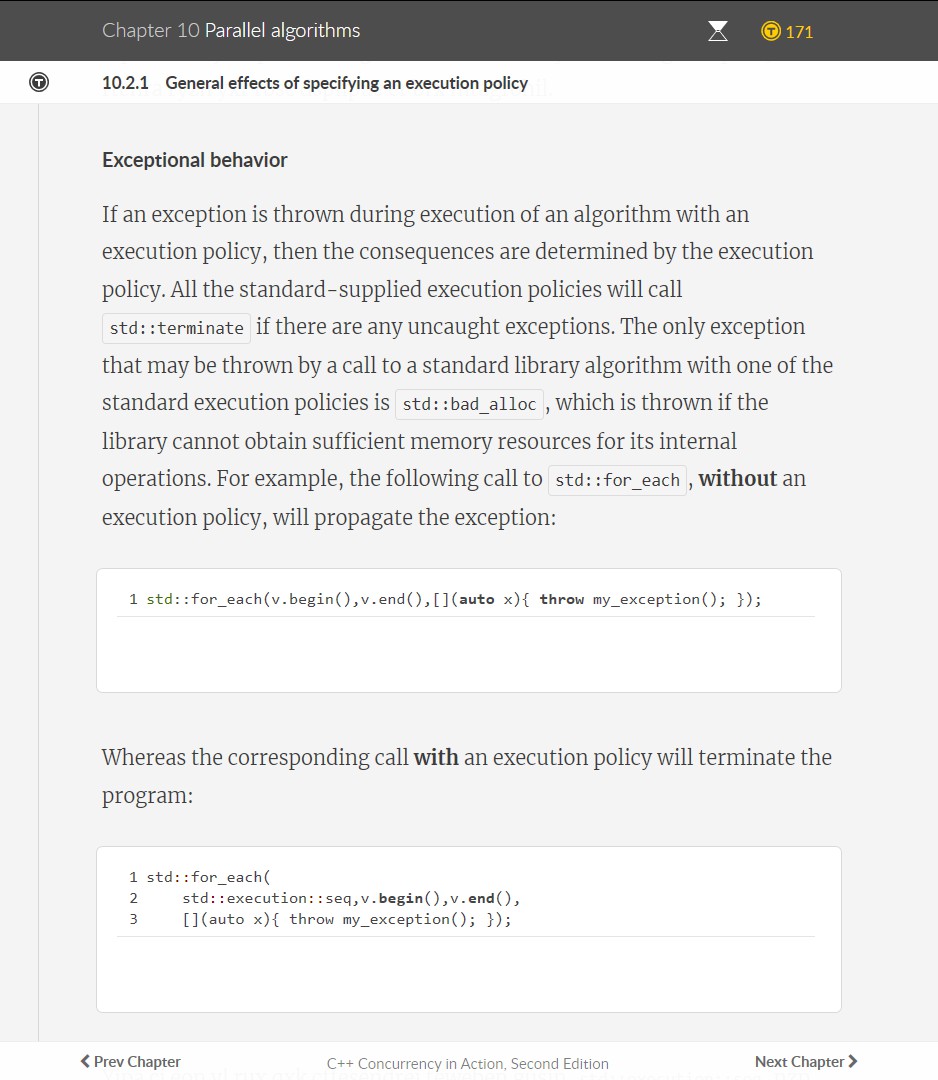 Chapter 10 Parallel algorithms
171
10.2.1 General effects of specifying an execution policy
Exceptional behavior
If an exception is thrown during execution of an algorithm with an
execution policy, then the consequences are determined by the execution
policy. All the standard-supplied execution policies will call
std::terminate if there are any uncaught exceptions. The only exception
that may be thrown by a call to a standard library algorithm with one of the
standard execution policies is std::bad_alloc, which is thrown if the
library cannot obtain sufficient memory resources for its internal
operations. For example, the following call to std::for_each, without an
execution policy, will propagate the exception:
1 std::for_each(v.begin(),v.end(),[](auto x){ throw my_exception(); });
Whereas the corresponding call with an execution policy will terminate the
program:
1 std::for_each(
2     std::execution::seq,v.begin(),v.end(),
3     [](auto x){ throw my_exception(); });
Prev Chapter
C++ Concurrency in Action, Second Edition
Next Chapter